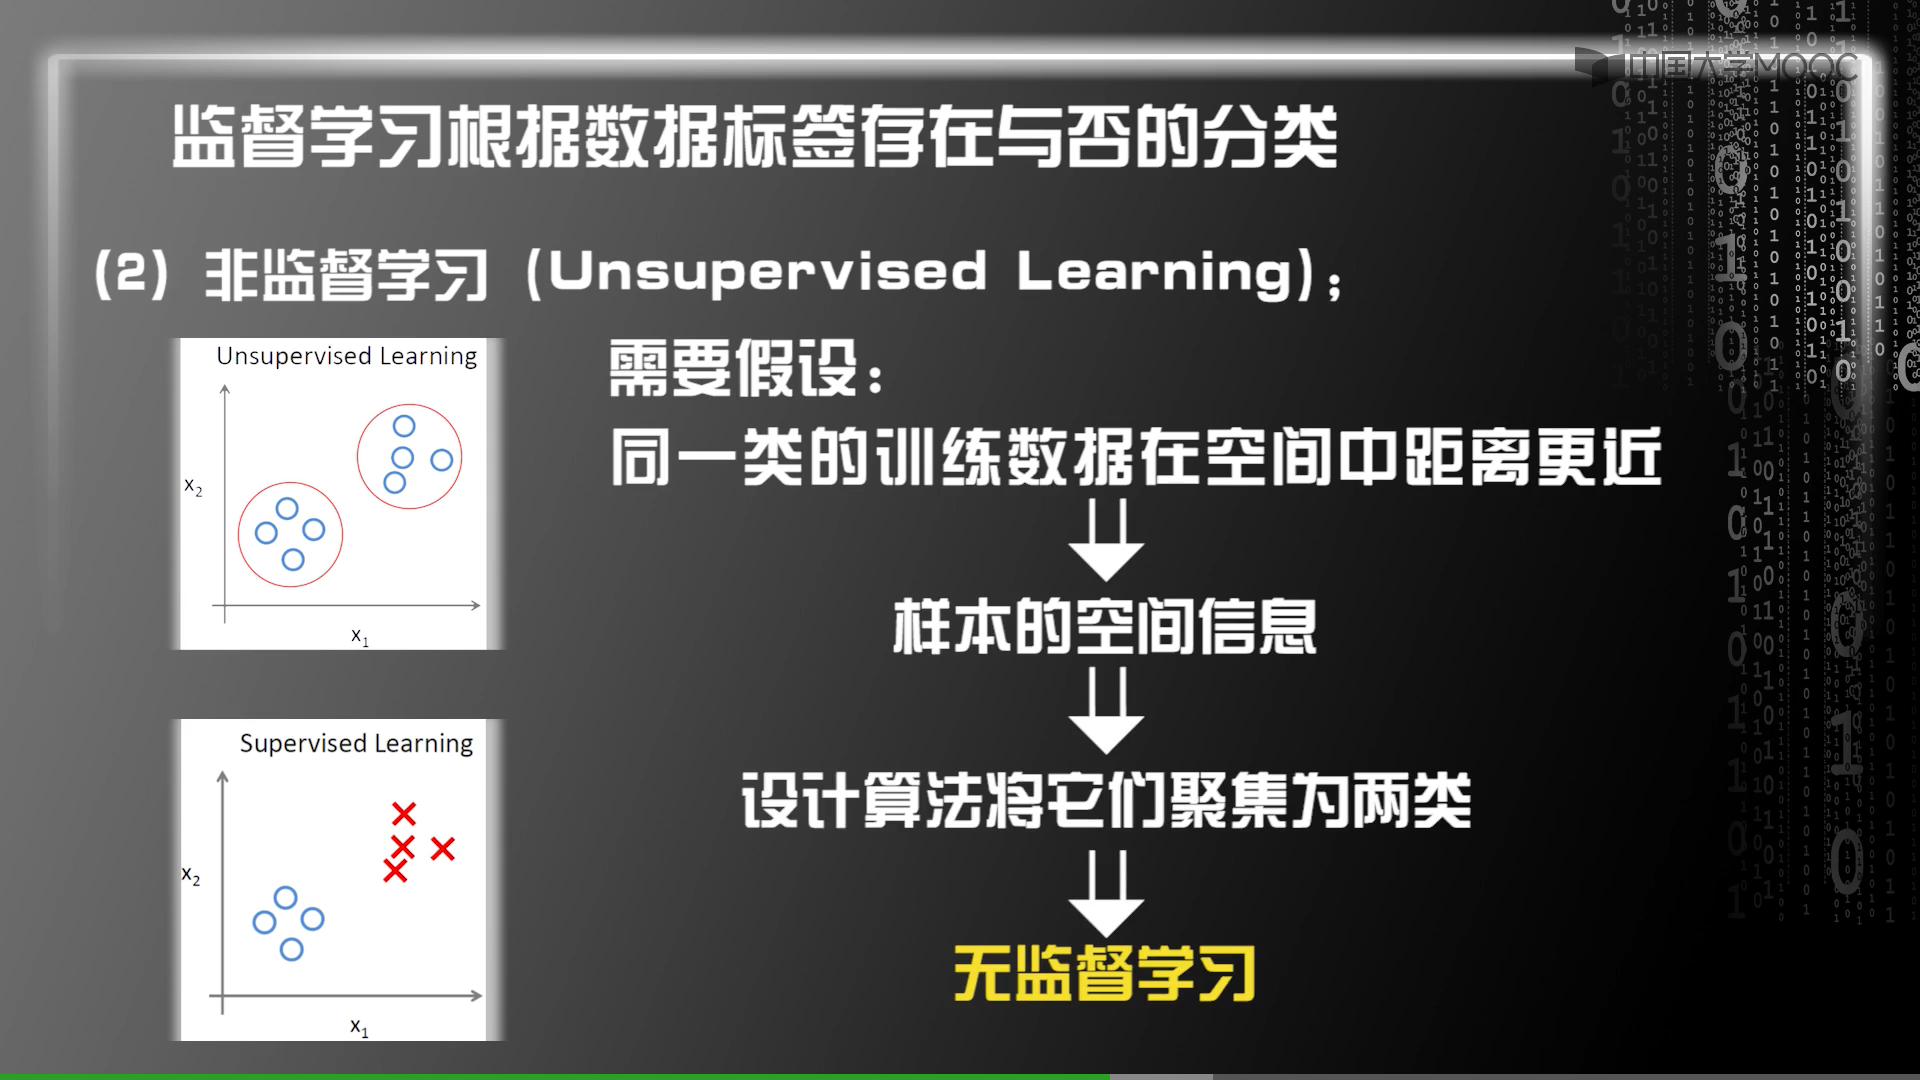 中国大学MOOC
监督学习根据数据标签存在与否的分类
(2) 非监督学习 (Unsupervised Learning);
Unsupervised Learning
x2
x1
需要假设:
同一类的训练数据在空间中距离更近
样本的空间信息
设计算法将它们聚集为两类
无监督学习
Supervised Learning
x2
x1